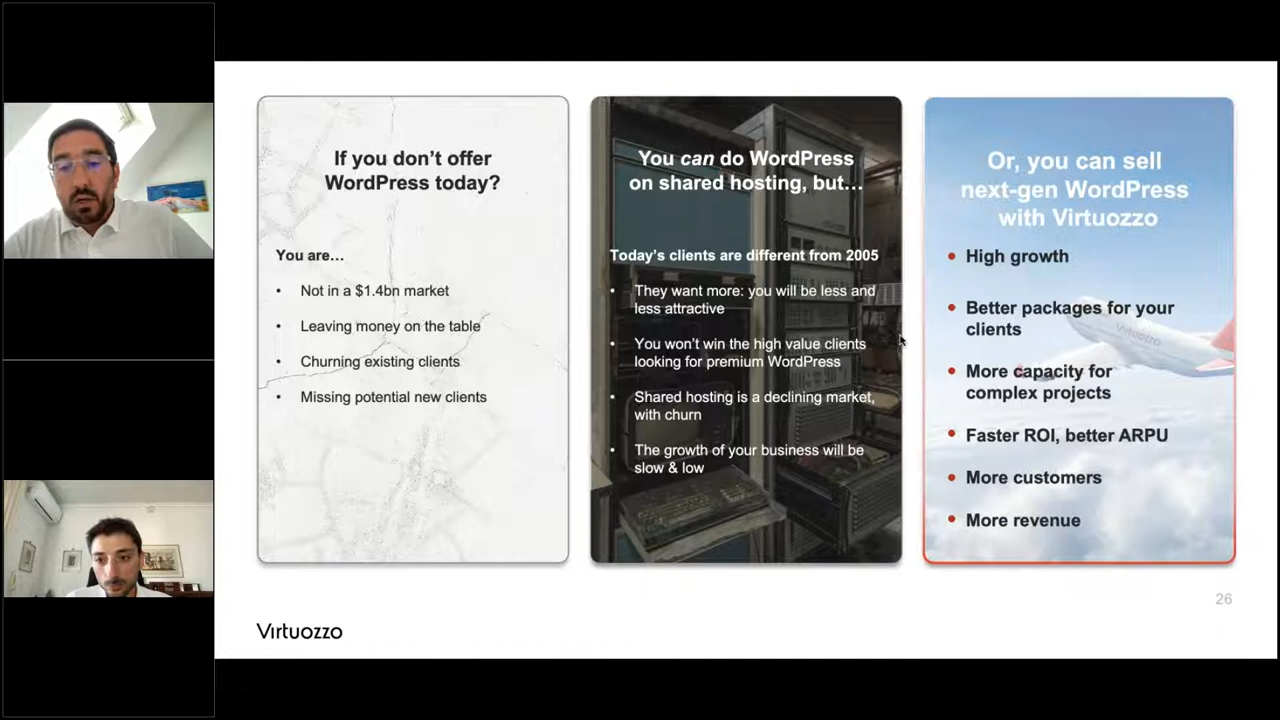 If you don’t offer
WordPress today?
You are…
• Not in a $1.4bn market
• Leaving money on the table
• Churning existing clients
• Missing potential new clients
You can do WordPress
on shared hosting, but…
Today’s clients are different from 2005
• They want more: you will be less and
less attractive
• You won’t win the high value clients
looking for premium WordPress
• Shared hosting is a declining market,
with churn
• The growth of your business will be
slow & low
Or, you can sell
next-gen WordPress
with Virtuozzo
• High growth
• Better packages for your
clients
• More capacity for
complex projects
• Faster ROI, better ARPU
• More customers
• More revenue
Virtuozzo
26
Virtuozzo